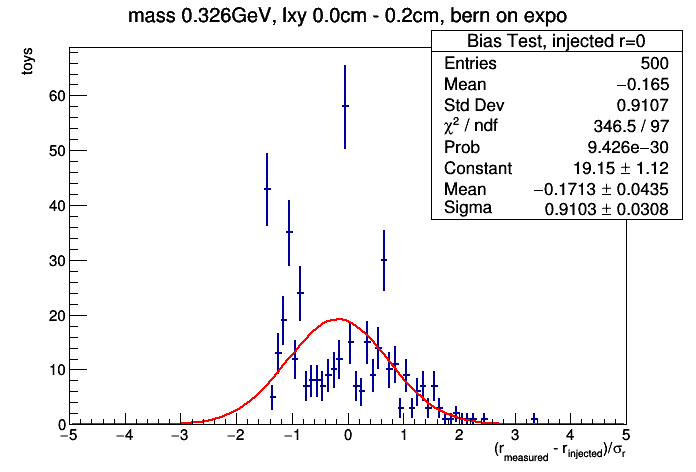 mass 0.326GeV, lxy 0.0cm - 0.2cm, bern on expo
Bias Test, injected r=0
Entries 500
Mean −0.165
Std Dev 0.9107
χ² / ndf 346.5 / 97
Prob 9.426e−30
Constant 19.15 ± 1.12
Mean −0.1713 ± 0.0435
Sigma 0.9103 ± 0.0308
toys
60
50
40
30
20
10
0
−5 −4 −3 −2 −1 0 1 2 3 4 5
(r_measured - r_injected)/σ_r